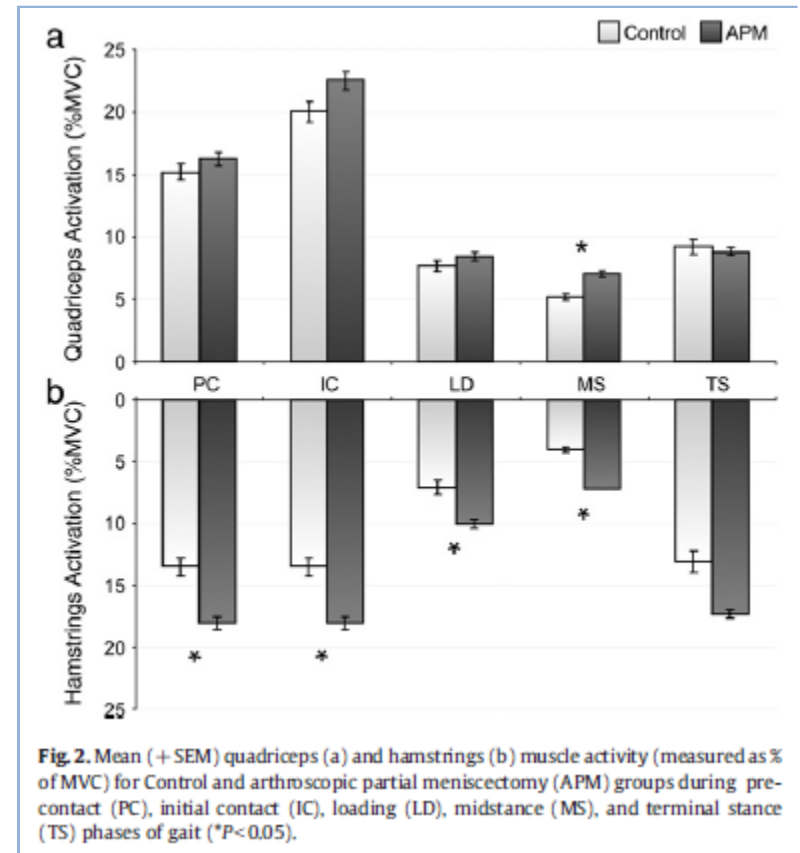 a
Control APM
Quadriceps Activation (%MVC)
25
20
15
10
5
0
*
PC IC LD MS TS
b
Hamstrings Activation (%MVC)
0
5
10
15
20
25
* * * *
Fig. 2. Mean (+SEM) quadriceps (a) and hamstrings (b) muscle activity (measured as %
of MVC) for Control and arthroscopic partial meniscectomy (APM) groups during pre-
contact (PC), initial contact (IC), loading (LD), midstance (MS), and terminal stance
(TS) phases of gait (*P<0.05).